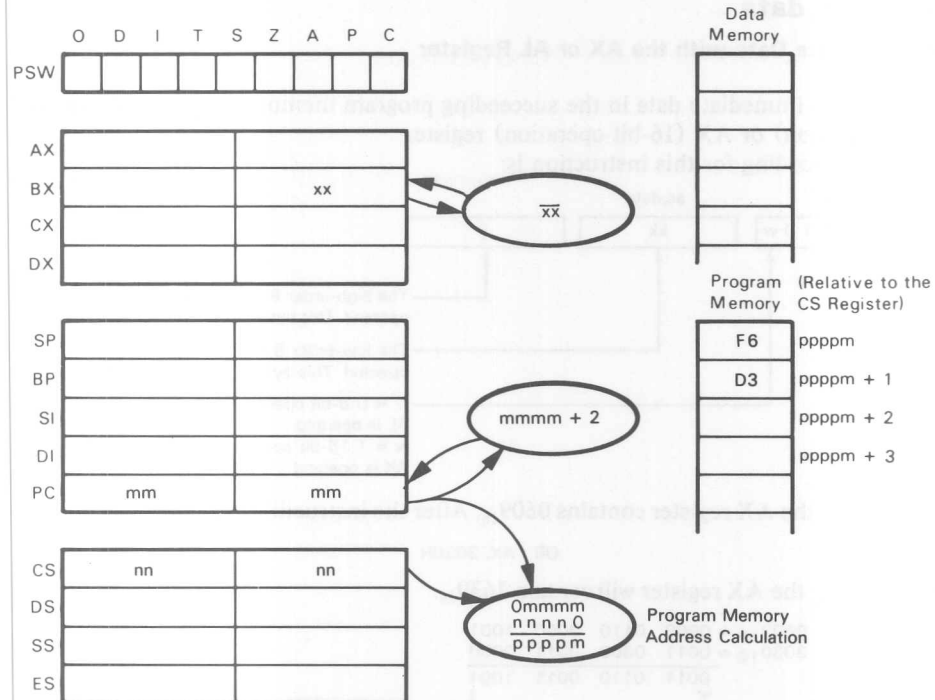 Data
Memory
O D I T S Z A P C
PSW
AX
BX xx
CX
DX
x̅x̅
Program (Relative to the
Memory CS Register)
SP
BP
SI
DI
PC mm mm
F6 ppppm
D3 ppppm + 1
ppppm + 2
ppppm + 3
mmmm + 2
CS nn nn
DS
SS
ES
0mmmm
nnnn0
ppppm
Program Memory
Address Calculation